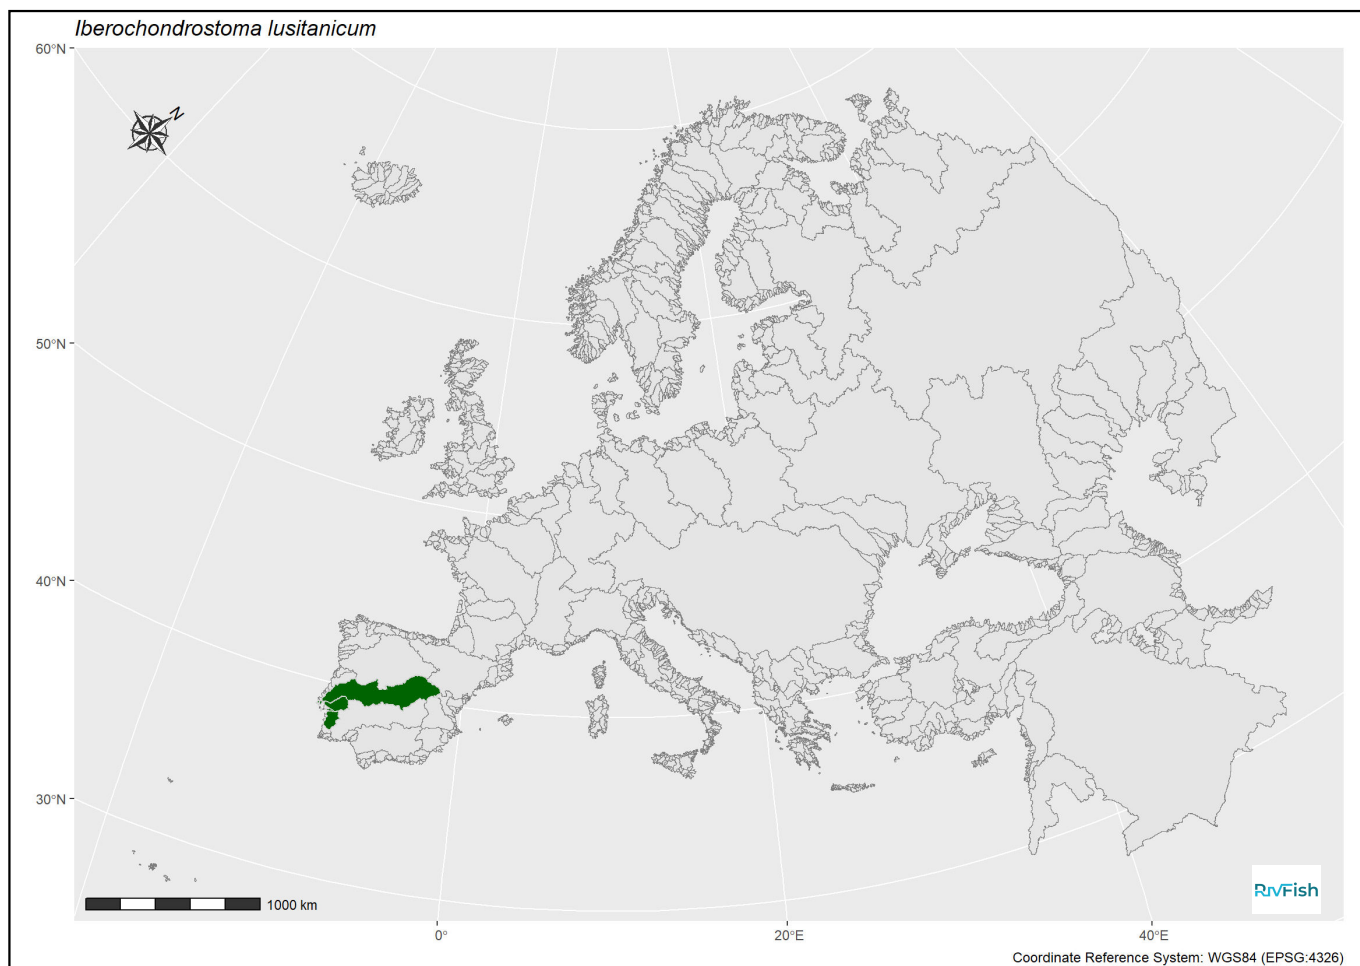 Iberochondrostoma lusitanicum
60°N
N
50°N
40°N
30°N
1000 km
RIVFISH
0°
20°E
40°E
Coordinate Reference System: WGS84 (EPSG:4326)